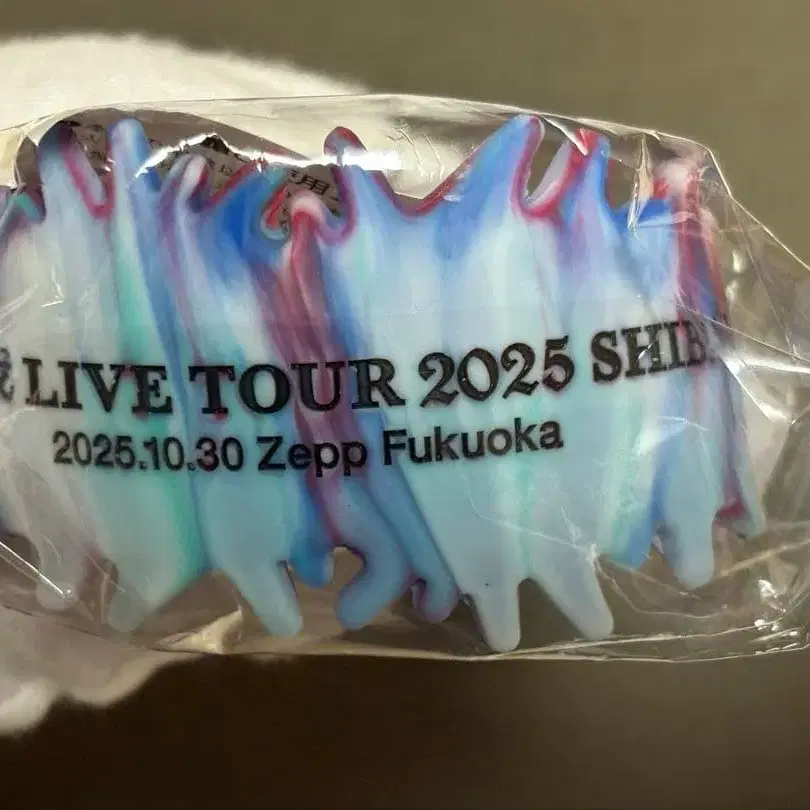 LIVE TOUR 2025 SHIB
2025.10.30 Zepp Fukuoka